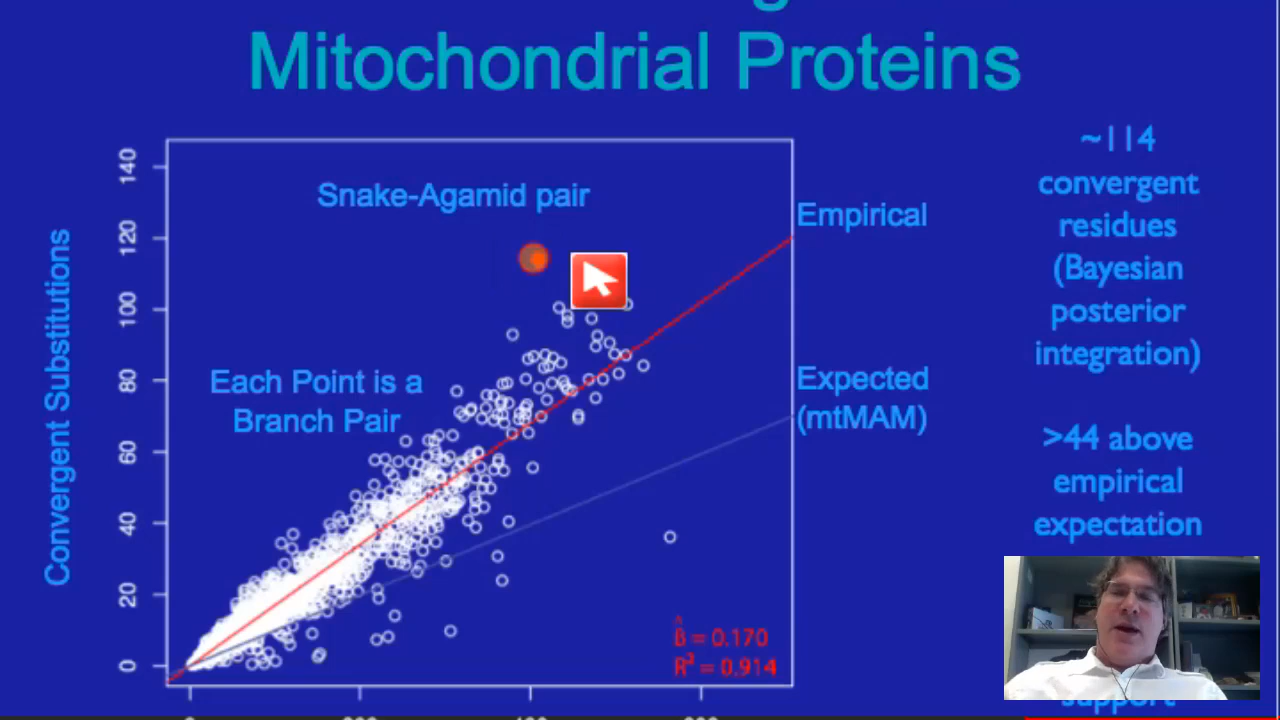 Mitochondrial Proteins
~114
convergent
residues
(Bayesian
posterior
integration)
>44 above
empirical
expectation
support
Snake-Agamid pair
Empirical
Each Point is a
Branch Pair
Expected
(mtMAM)
Convergent Substitutions
140
120
100
80
60
40
20
0
B̂ = 0.170
R² = 0.914